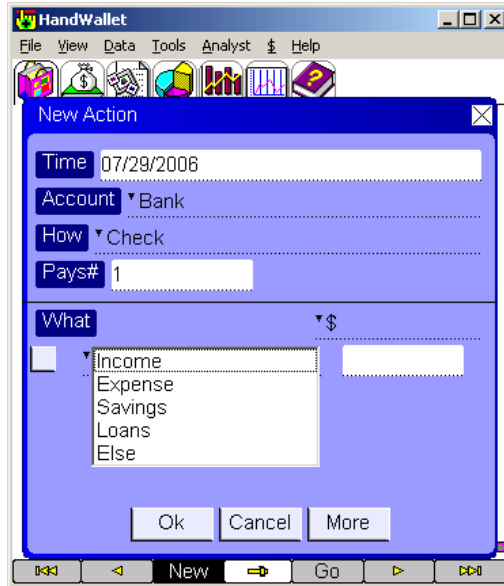 HandWallet
File View Data Tools Analyst $ Help
$ ?
New Action
Time 07/29/2006
Account Bank
How Check
Pays# 1
What $
Income
Expense
Savings
Loans
Else
Ok Cancel More
New Go